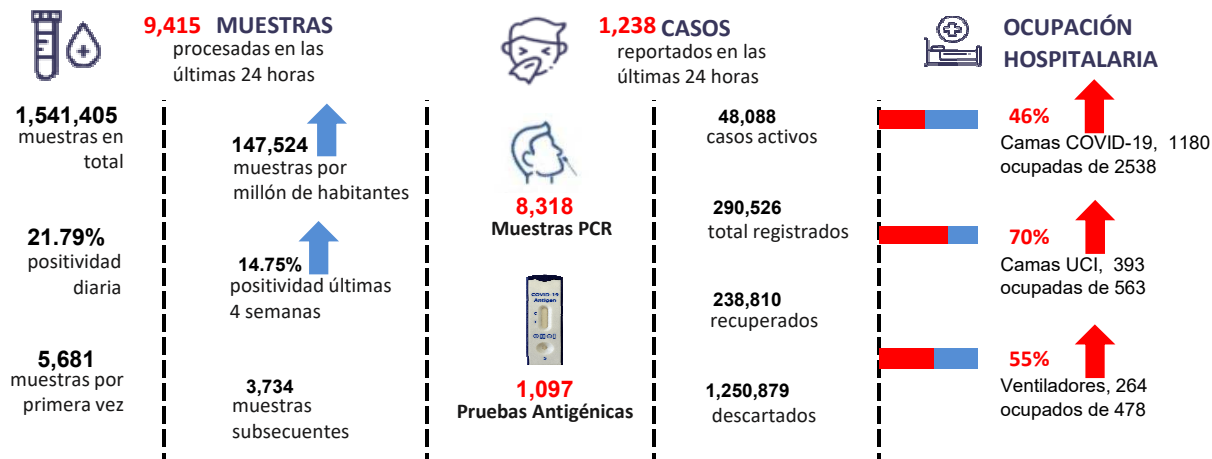 9,415 MUESTRAS
procesadas en las
últimas 24 horas
1,541,405
muestras en
total
147,524
muestras por
millón de habitantes
21.79%
positividad
diaria
14.75%
positividad últimas
4 semanas
5,681
muestras por
primera vez
3,734
muestras
subsecuentes
1,238 CASOS
reportados en las
últimas 24 horas
8,318
Muestras PCR
COVID-19
Antigen
C
T
S
1,097
Pruebas Antigénicas
48,088
casos activos
290,526
total registrados
238,810
recuperados
1,250,879
descartados
OCUPACIÓN
HOSPITALARIA
46%
Camas COVID-19, 1180
ocupadas de 2538
70%
Camas UCI, 393
ocupadas de 563
55%
Ventiladores, 264
ocupados de 478